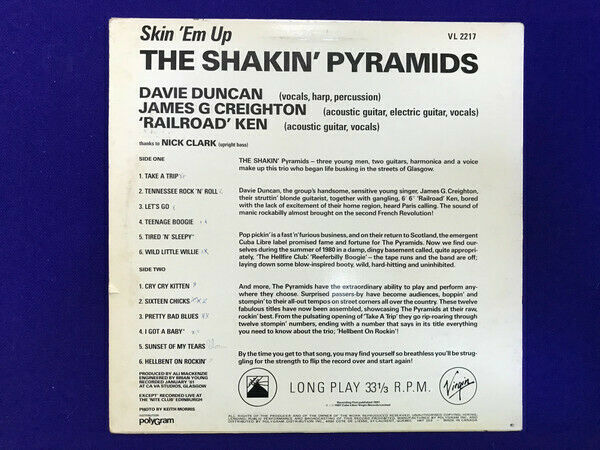 Skin 'Em Up
VL 2217
THE SHAKIN' PYRAMIDS
DAVIE DUNCAN (vocals, harp, percussion)
JAMES G CREIGHTON (acoustic guitar, electric guitar, vocals)
'RAILROAD' KEN (acoustic guitar, vocals)
thanks to NICK CLARK (upright bass)
SIDE ONE
1. TAKE A TRIP
2. TENNESSEE ROCK 'N' ROLL
3. LET'S GO
4. TEENAGE BOOGIE
5. TIRED 'N' SLEEPY
6. WILD LITTLE WILLIE
SIDE TWO
1. CRY CRY KITTEN
2. SIXTEEN CHICKS
3. PRETTY BAD BLUES
4. I GOT A BABY
5. SUNSET OF MY TEARS
6. HELLBENT ON ROCKIN'
PRODUCED BY ALI MACKENZIE
ENGINEERED BY BRIAN YOUNG
RECORDED JANUARY '81
AT CA VA STUDIOS, GLASGOW
EXCEPT RECORDED LIVE AT
THE 'NITE CLUB' EDINBURGH
PHOTO BY KEITH MORRIS
DISTRIBUTION
polyGram
THE SHAKIN' Pyramids – three young men, two guitars, harmonica and a voice
make up this trio who began life busking in the streets of Glasgow.
Davie Duncan, the group's handsome, sensitive young singer, James G. Creighton,
their struttin' blonde guitarist, together with gangling, 6' 6" 'Railroad' Ken, bored
with the lack of excitement of their home region, heard Paris calling. The sound of
manic rockabilly almost brought on the second French Revolution!
Pop pickin' is a fast'n'furious business, and on their return to Scotland, the emergent
Cuba Libre label promised fame and fortune for The Pyramids. Now we find our-
selves during the summer of 1980 in a damp, dingy basement called, quite appropri-
ately, 'The Hellfire Club.' 'Reeferbilly Boogie' – the tape runs and the band are off;
laying down some blow-inspired booty, wild, hard-hitting and uninhibited.
And more, The Pyramids have the extraordinary ability to play and perform any-
where they choose. Surprised passers-by have become audiences, boppin' and
stompin' to their all-out tempos on street corners all over the country. These twelve
fabulous titles have now been assembled, showcasing The Pyramids at their raw,
rockin' best. From the pulsating opening of 'Take A Trip' they go rip-roaring through
twelve stompin' numbers, ending with a number that says in its title everything
you need to know about the trio; 'Hellbent On Rockin'.'
By the time you get to that song, you may find yourself so breathless you'll be strug-
gling for the strength to flip the record over and start again!
LONG PLAY 33⅓ R.P.M.
Virgin